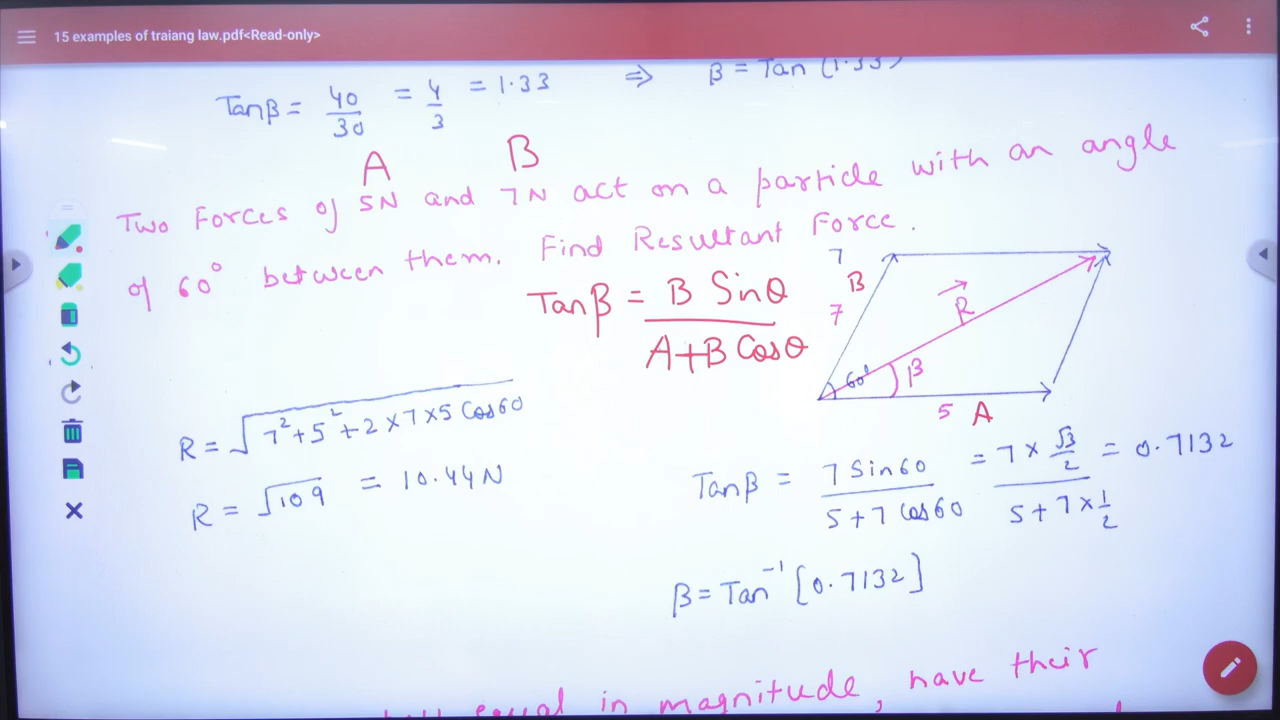 15 examples of traiang law.pdf<Read-only>
Tanβ = 40/30 = 4/3 = 1.33 ⇒ β = Tan (1.33)
A B
Two Forces of 5N and 7N act on a particle with an angle
of 60° between them. Find Resultant Force.
Tanβ = B Sinθ / A+B Cosθ
7
B
7
R⃗
60°
β
5 A
R = √7²+5²+2×7×5 Cos60
R = √109 = 10.44N
Tanβ = 7 Sin60 / 5+7 Cos60 = 7×√3/2 / 5+7×1/2 = 0.7132
β = Tan⁻¹[0.7132]
equal in magnitude, have their